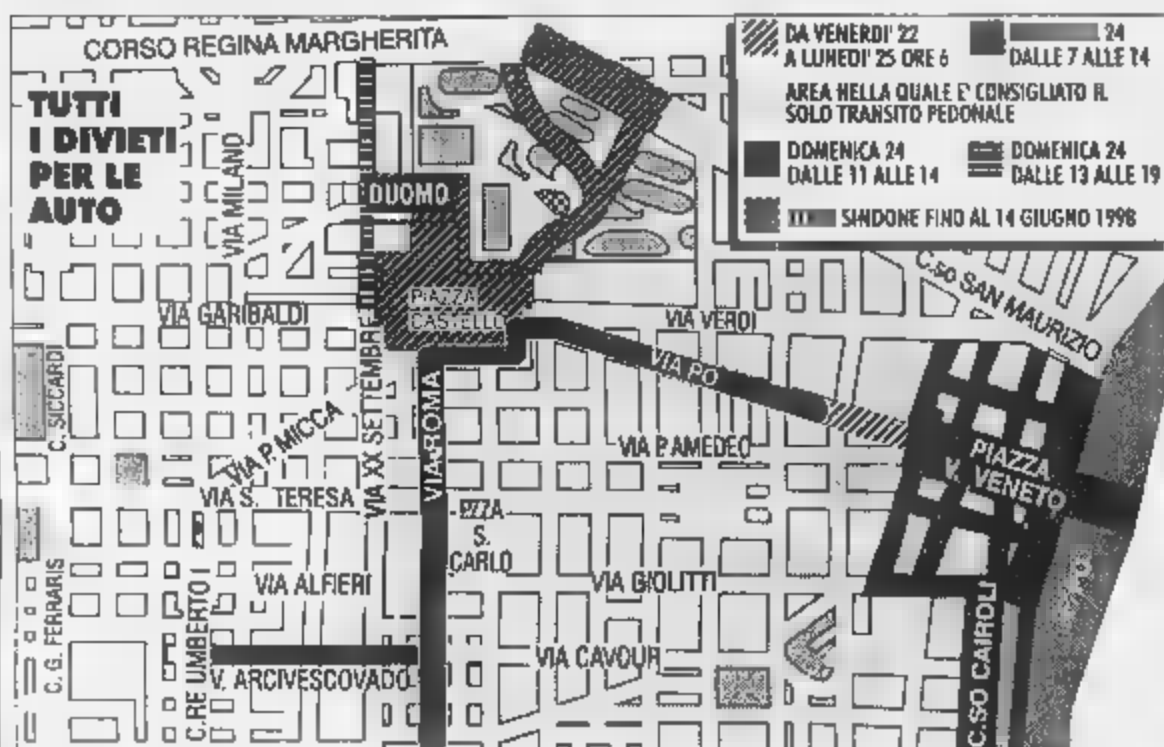 CORSO REGINA MARGHERITA
TUTTI
I DIVIETI
PER LE
AUTO
VIA MILANO
DUOMO
DA VENERDI' 22
A LUNEDI' 25 ORE 6
24
DALLE 7 ALLE 14
AREA NELLA QUALE E' CONSIGLIATO IL
SOLO TRANSITO PEDONALE
DOMENICA 24
DALLE 11 ALLE 14
DOMENICA 24
DALLE 13 ALLE 19
SINDONE FINO AL 14 GIUGNO 1998
C.so SAN MAURIZIO
VIA GARIBALDI
PIAZZA
CASTELLO
VIA VERDI
C. SICCARDI
VIA P. MICCA
VIA XX SETTEMBRE
VIA ROMA
VIA PO
VIA P. AMEDEO
PIAZZA
V. VENETO
VIA S. TERESA
P.ZZA
S.
CARLO
C. G. FERRARIS
C. RE UMBERTO I
VIA ALFIERI
VIA GIOLITTI
V. ARCIVESCOVADO
VIA CAVOUR
C.SO CAIROLI